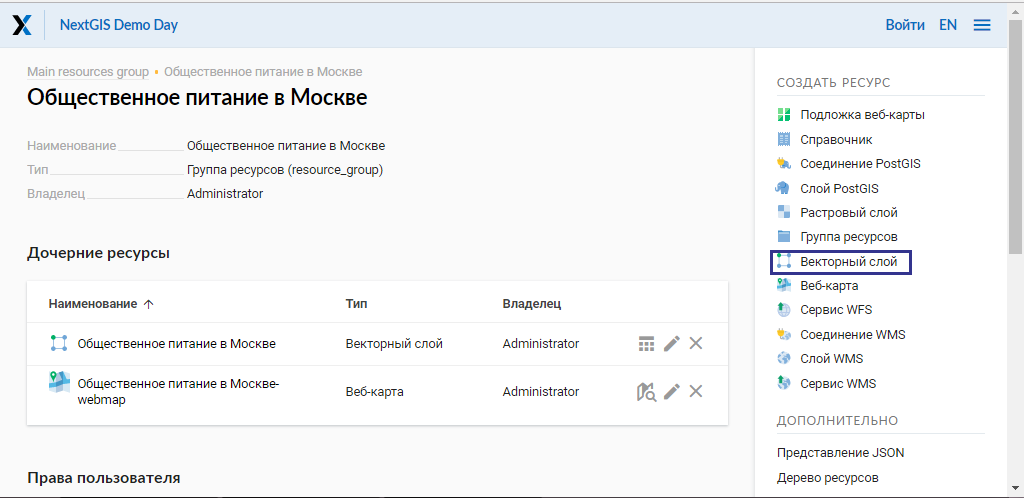 NextGIS Demo Day
Войти EN
Main resources group • Общественное питание в Москве
Общественное питание в Москве
Наименование Общественное питание в Москве
Тип Группа ресурсов (resource_group)
Владелец Administrator
Дочерние ресурсы
Наименование ↑ Тип Владелец
Общественное питание в Москве Векторный слой Administrator
Общественное питание в Москве-
webmap Веб-карта Administrator
Права пользователя
СОЗДАТЬ РЕСУРС
Подложка веб-карты
Справочник
Соединение PostGIS
Слой PostGIS
Растровый слой
Группа ресурсов
Векторный слой
Веб-карта
Сервис WFS
Соединение WMS
Слой WMS
Сервис WMS
ДОПОЛНИТЕЛЬНО
Представление JSON
Дерево ресурсов